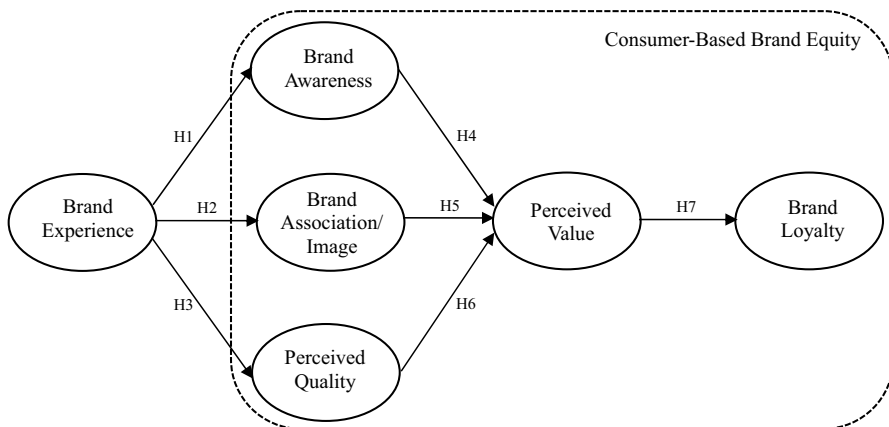 Consumer-Based Brand Equity
Brand
Awareness
H1
H4
Brand
Experience
H2
Brand
Association/
Image
H5
Perceived
Value
H7
Brand
Loyalty
H3
H6
Perceived
Quality